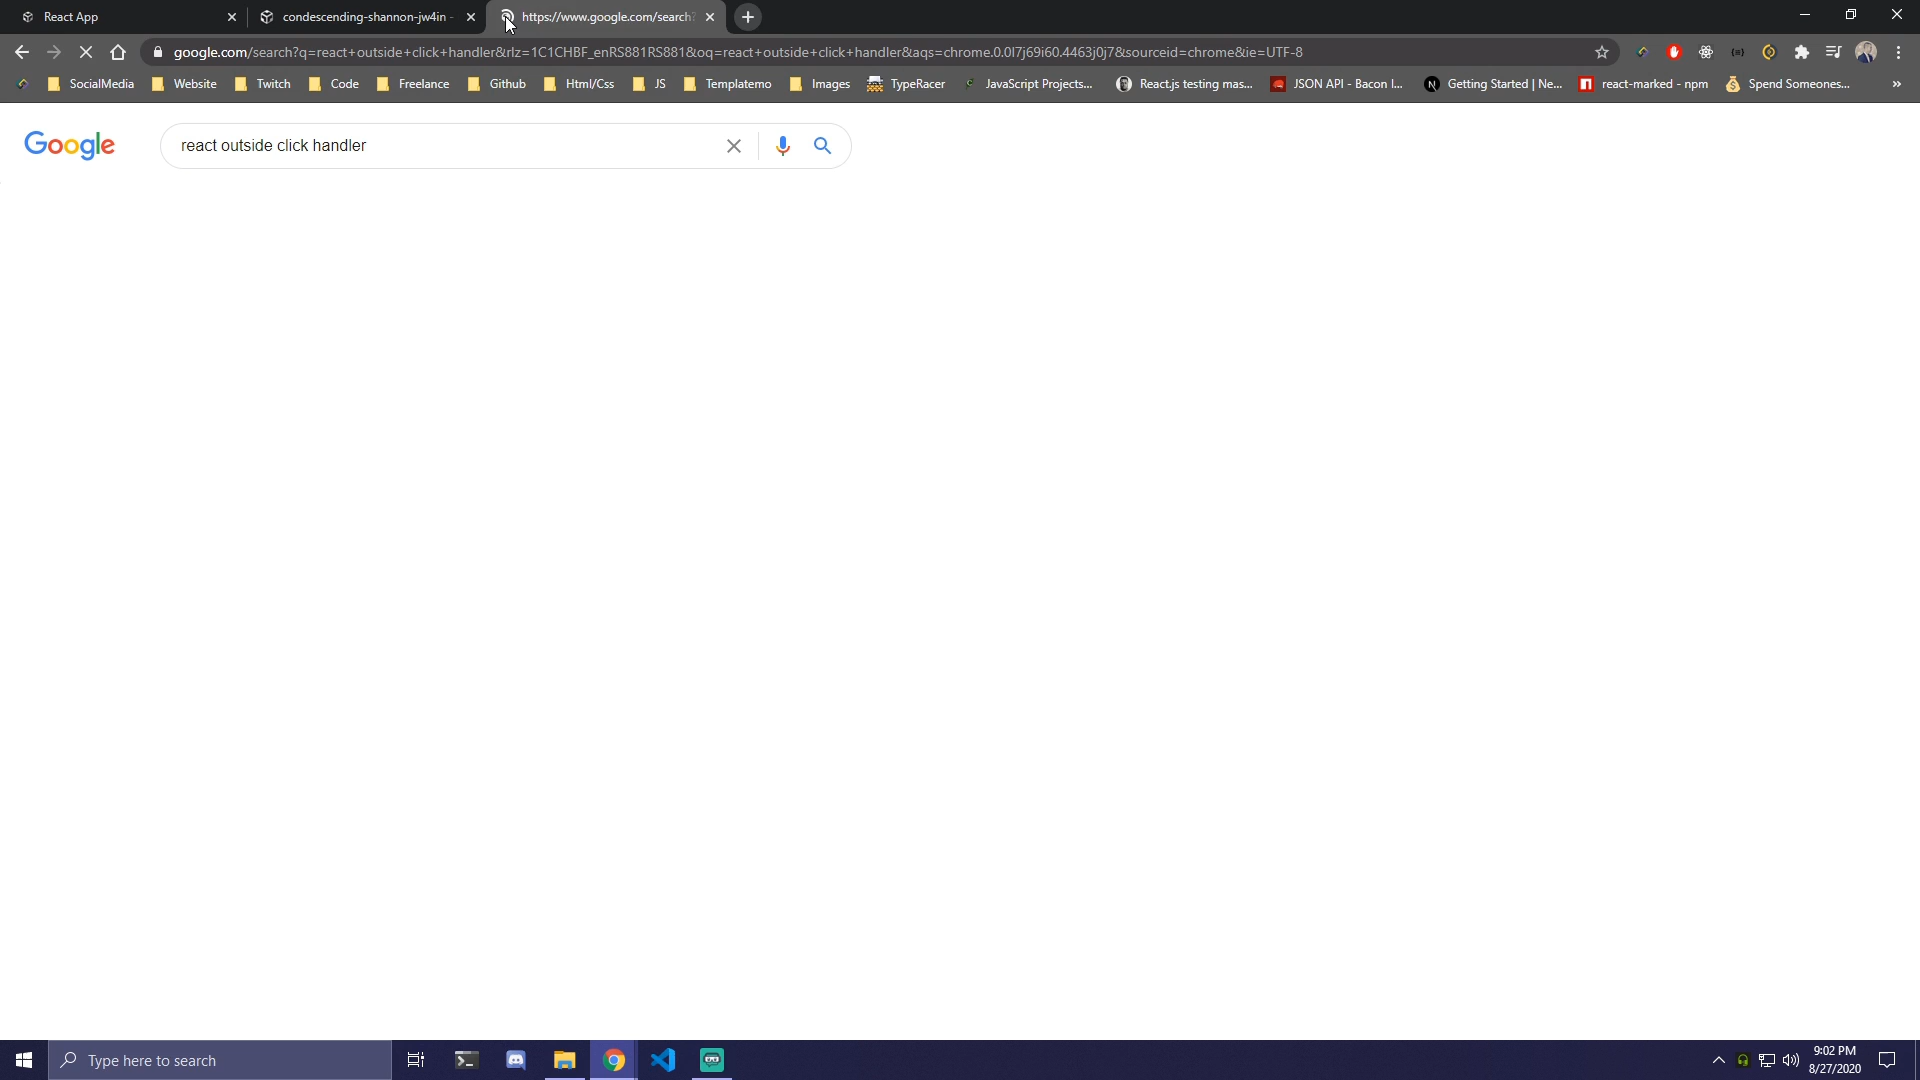 React App
condescending-shannon-jw4in -
https://www.google.com/search?
google.com/search?q=react+outside+click+handler&rlz=1C1CHBF_enRS881RS881&oq=react+outside+click+handler&aqs=chrome.0.0l7j69i60.4463j0j7&sourceid=chrome&ie=UTF-8
SocialMedia
Website
Twitch
Code
Freelance
Github
Html/Css
JS
Templatemo
Images
TypeRacer
JavaScript Projects...
React.js testing mas...
JSON API - Bacon I...
Getting Started | Ne...
react-marked - npm
Spend Someones...
»
Google
react outside click handler
Type here to search
9:02 PM
8/27/2020